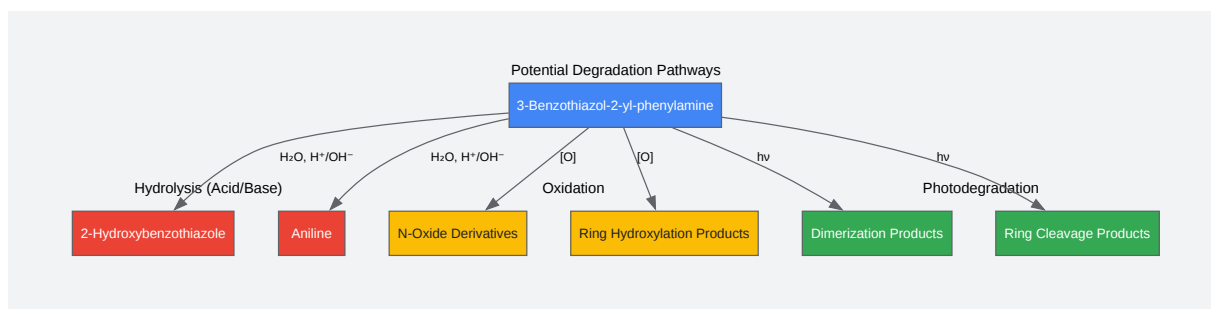 Potential Degradation Pathways
3-Benzothiazol-2-yl-phenylamine
H₂O, H⁺/OH⁻
H₂O, H⁺/OH⁻
[O]
[O]
hν
hν
Hydrolysis (Acid/Base)
Oxidation
Photodegradation
2-Hydroxybenzothiazole
Aniline
N-Oxide Derivatives
Ring Hydroxylation Products
Dimerization Products
Ring Cleavage Products